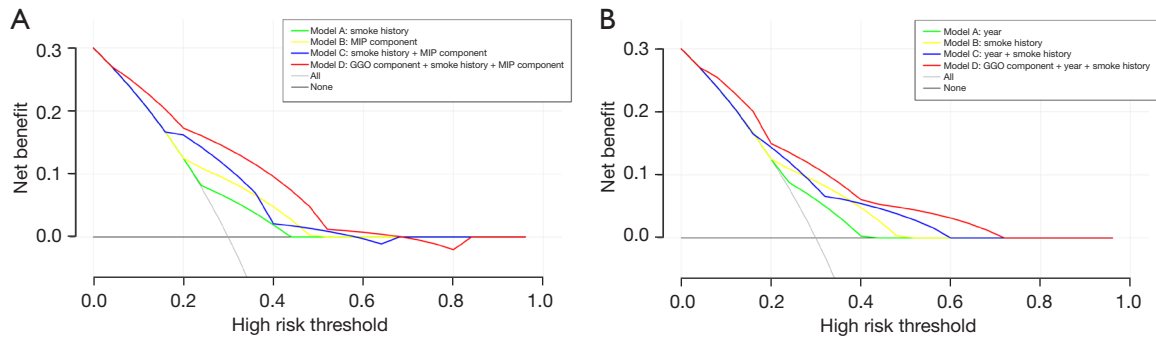 A
Model A: smoke history
Model B: MIP component
Model C: smoke history + MIP component
Model D: GGO component + smoke history + MIP component
All
None
Net benefit
0.3
0.2
0.1
0.0
0.0 0.2 0.4 0.6 0.8 1.0
High risk threshold
B
Model A: year
Model B: smoke history
Model C: year + smoke history
Model D: GGO component + year + smoke history
All
None
Net benefit
0.3
0.2
0.1
0.0
0.0 0.2 0.4 0.6 0.8 1.0
High risk threshold